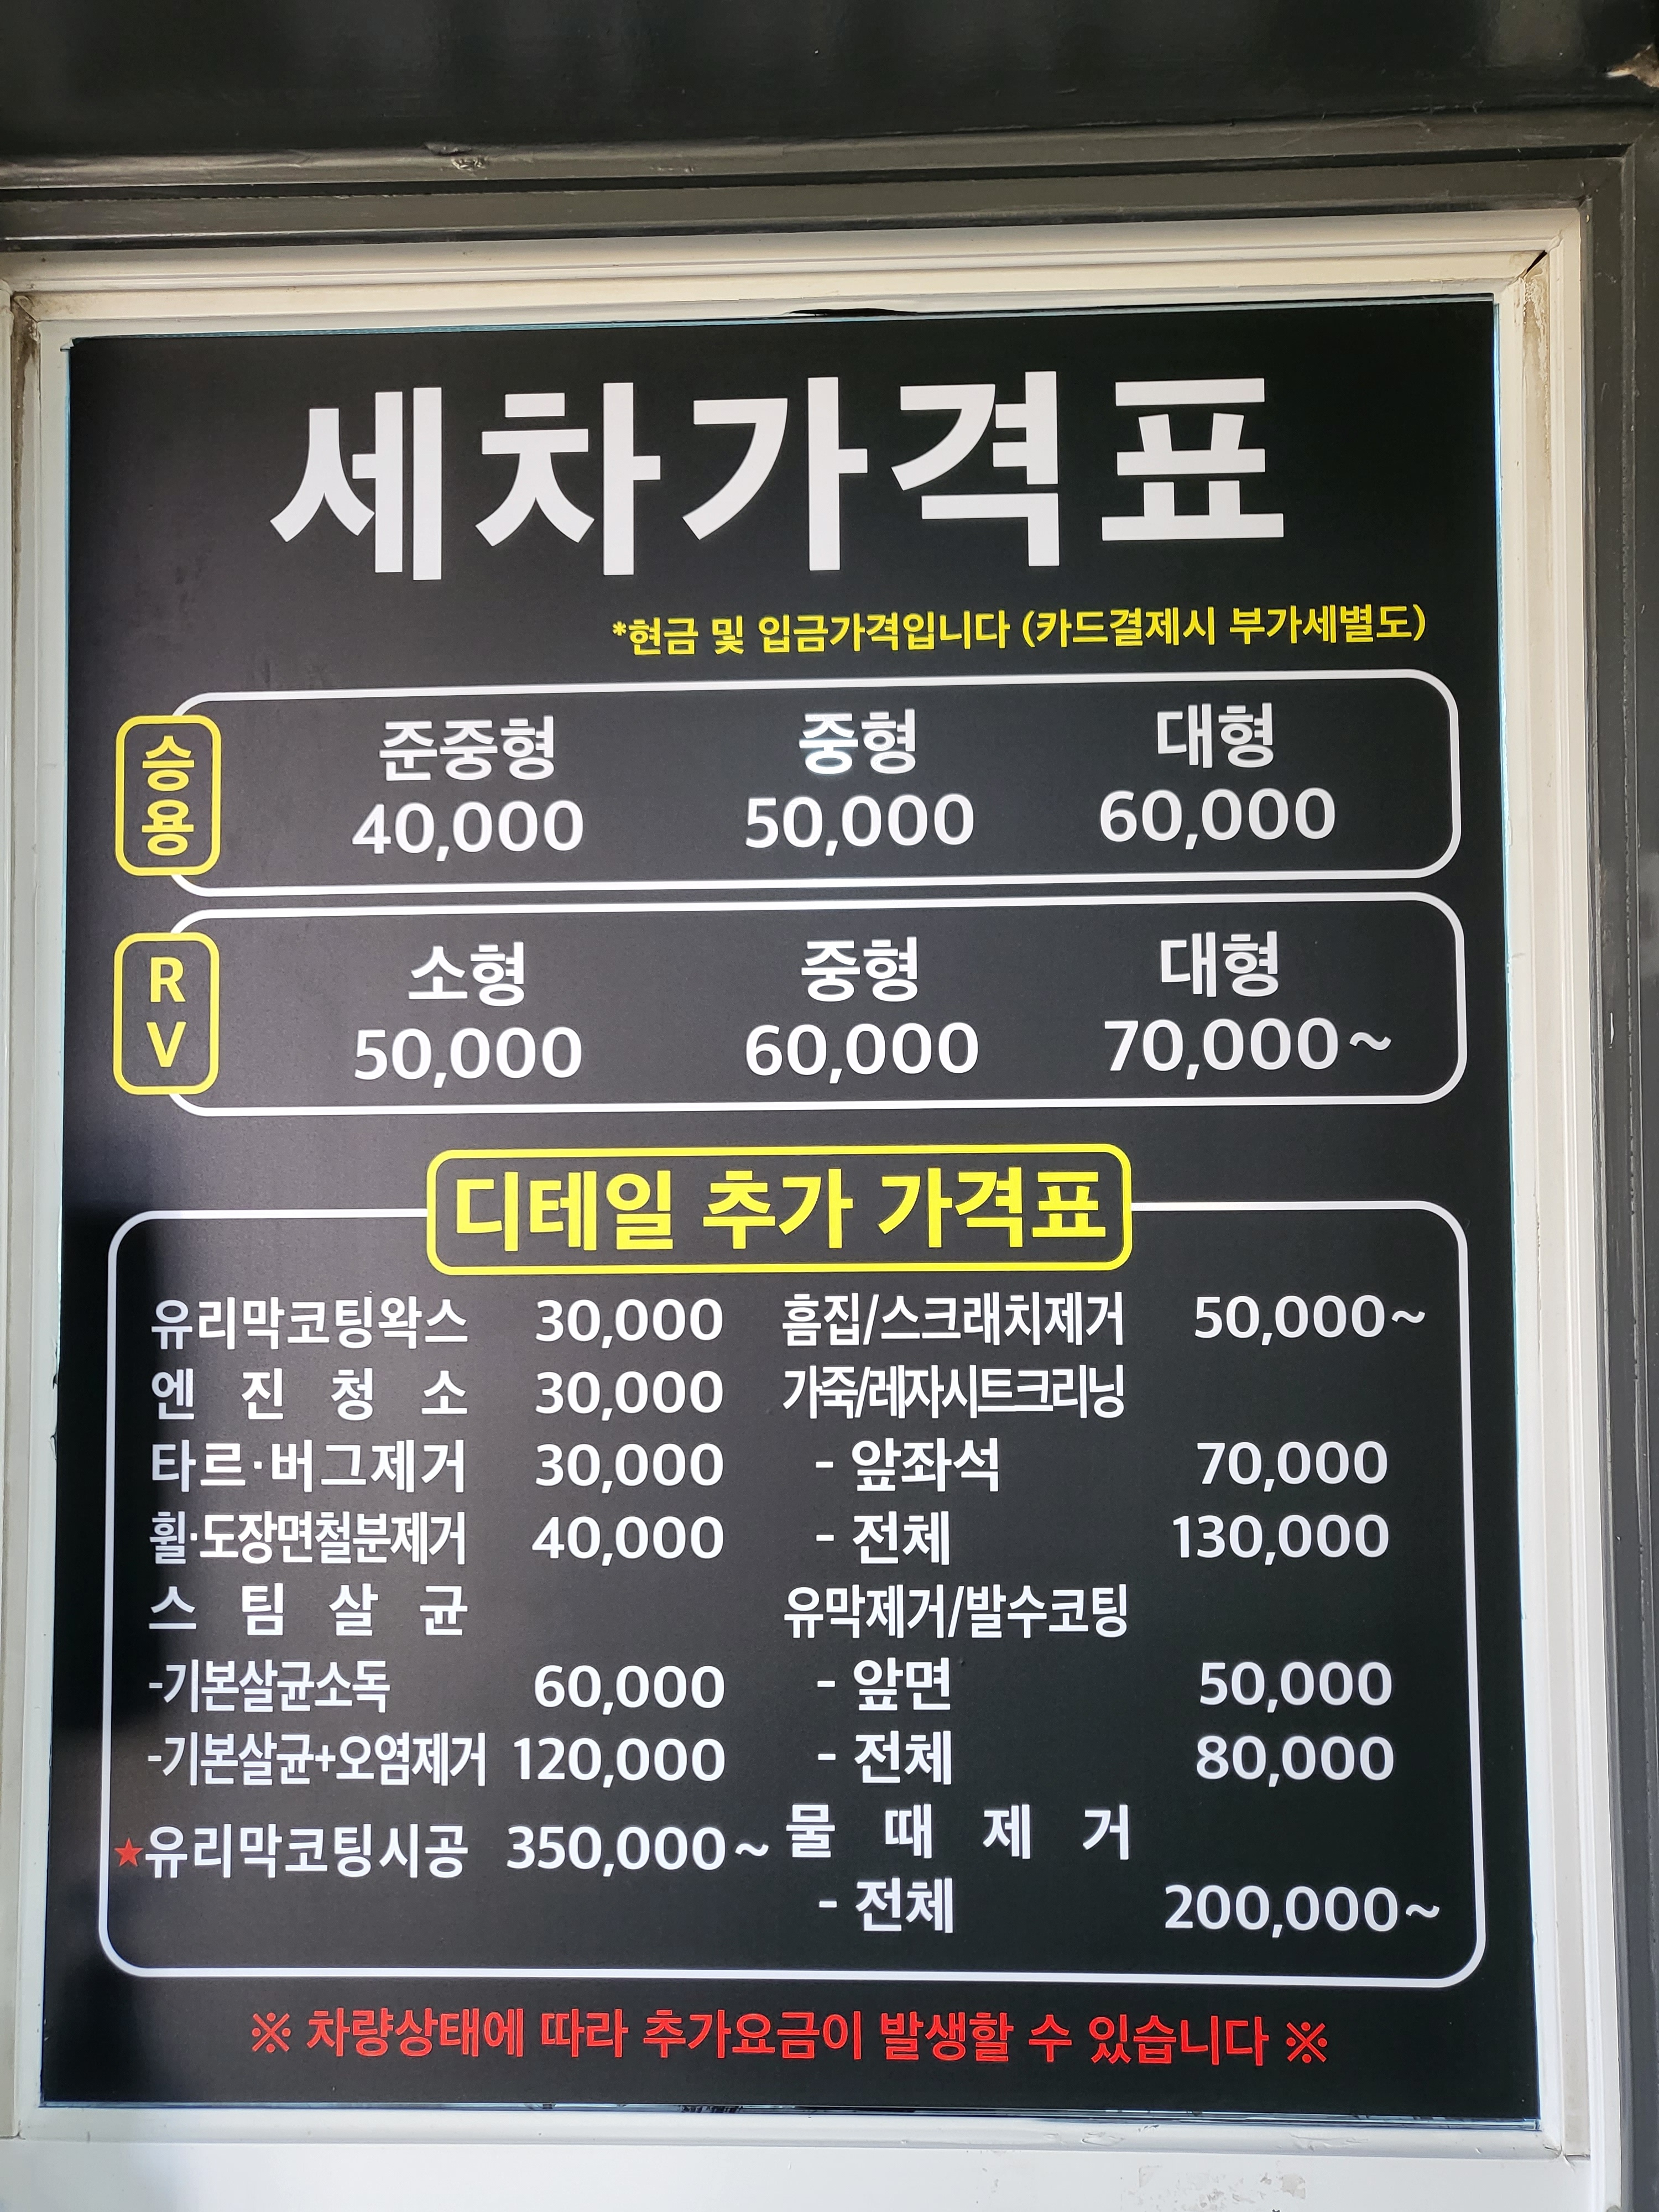 세차가격표
*현금 및 입금가격입니다 (카드결제시 부가세별도)
승용
준중형 중형 대형
40,000 50,000 60,000
RV
소형 중형 대형
50,000 60,000 70,000~
디테일 추가 가격표
유리막코팅왁스 30,000
엔진청소 30,000
타르·버그제거 30,000
휠·도장면철분제거 40,000
스팀살균
-기본살균소독 60,000
-기본살균+오염제거 120,000
★유리막코팅시공 350,000~
흠집/스크래치제거 50,000~
가죽/레자시트크리닝
- 앞좌석 70,000
- 전체 130,000
유막제거/발수코팅
- 앞면 50,000
- 전체 80,000
물때제거
- 전체 200,000~
※ 차량상태에 따라 추가요금이 발생할 수 있습니다 ※